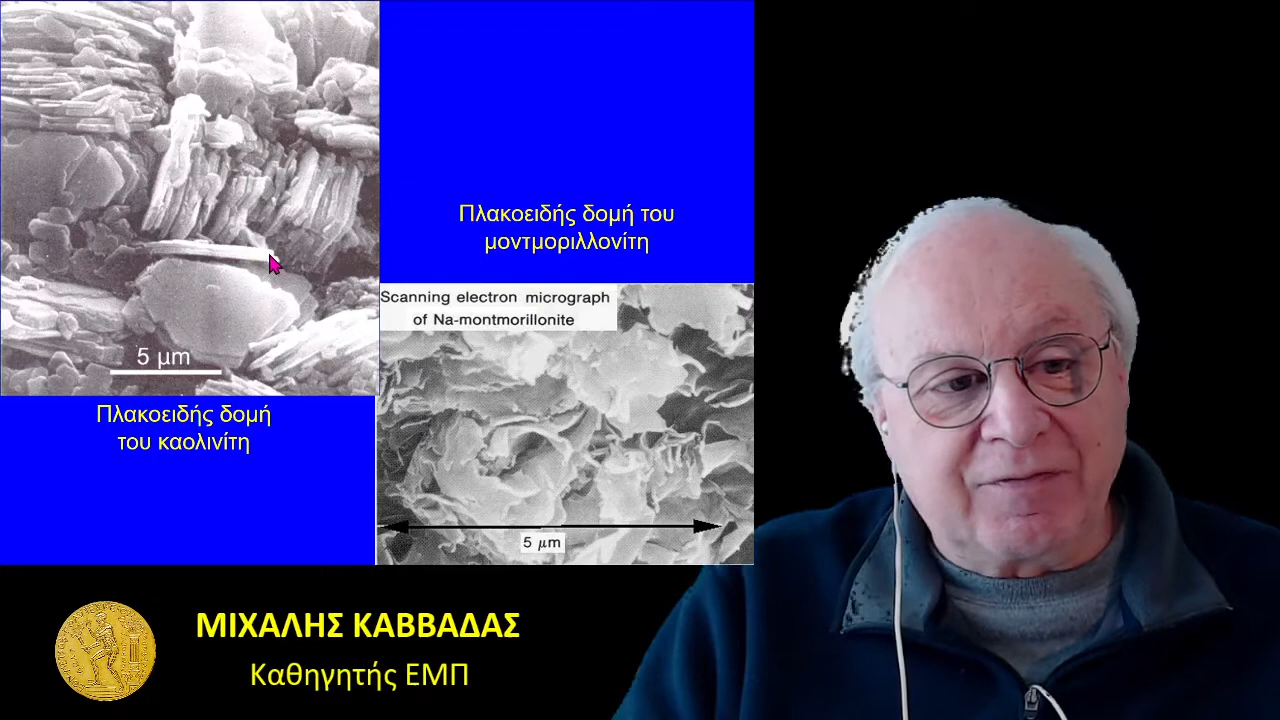 5 μm
Πλακοειδής δομή
του καολινίτη
Πλακοειδής δομή του
μοντμοριλλονίτη
Scanning electron micrograph
of Na-montmorillonite
5 μm
ΜΙΧΑΛΗΣ ΚΑΒΒΑΔΑΣ
Καθηγητής ΕΜΠ